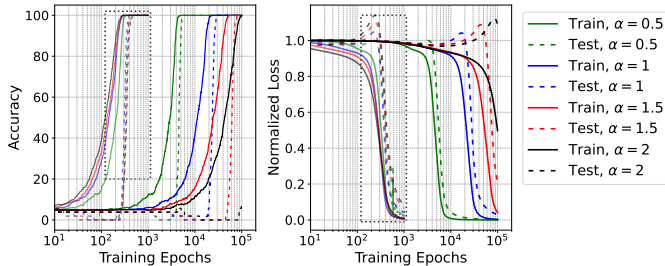 100
80
60
40
20
0
Accuracy
10¹ 10² 10³ 10⁴ 10⁵
Training Epochs
1.0
0.8
0.6
0.4
0.2
0.0
Normalized Loss
10¹ 10² 10³ 10⁴ 10⁵
Training Epochs
Train, α = 0.5
Test, α = 0.5
Train, α = 1
Test, α = 1
Train, α = 1.5
Test, α = 1.5
Train, α = 2
Test, α = 2